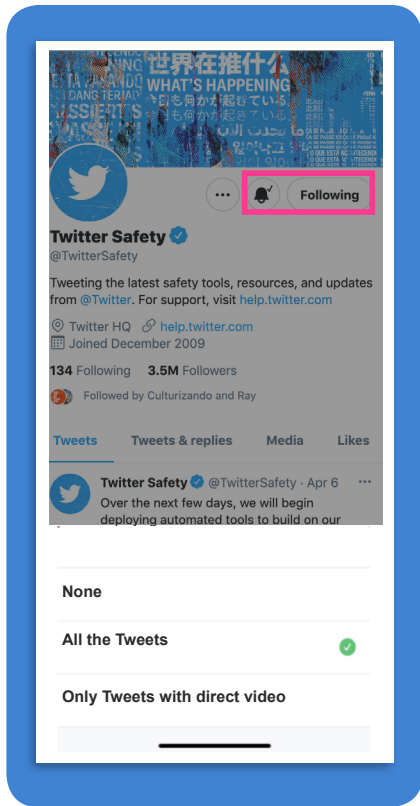 世界在推什么
WHAT'S HAPPENING
今日も何かが起きている
Following
Twitter Safety
@TwitterSafety
Tweeting the latest safety tools, resources, and updates
from @Twitter. For support, visit help.twitter.com
Twitter HQ help.twitter.com
Joined December 2009
134 Following 3.5M Followers
Followed by Culturizando and Ray
Tweets Tweets & replies Media Likes
Twitter Safety @TwitterSafety · Apr 6 ···
Over the next few days, we will begin
deploying automated tools to build on our
None
All the Tweets
Only Tweets with direct video